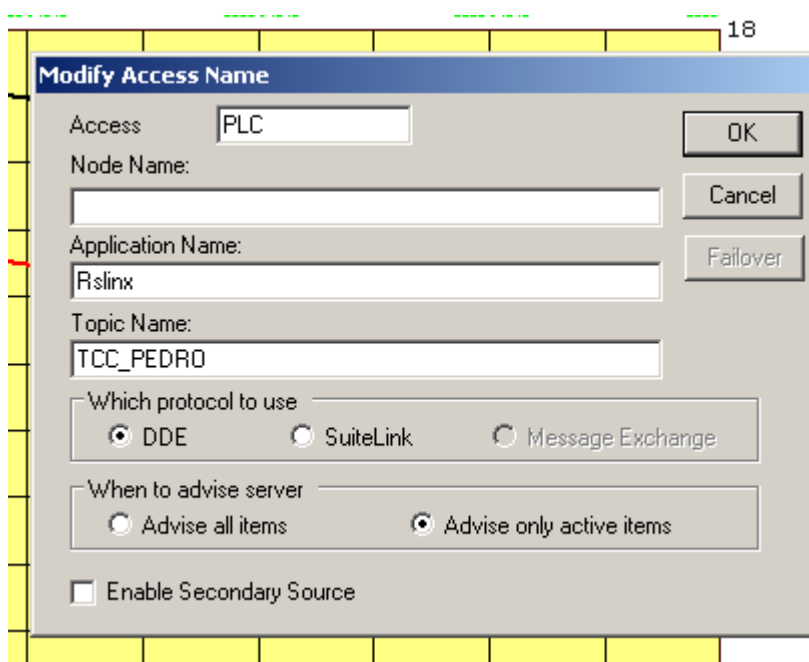 18
Modify Access Name
Access PLC OK
Node Name:
Cancel
Application Name:
Failover
Rslinx
Topic Name:
TCC_PEDRO
Which protocol to use
DDE SuiteLink Message Exchange
When to advise server
Advise all items Advise only active items
Enable Secondary Source